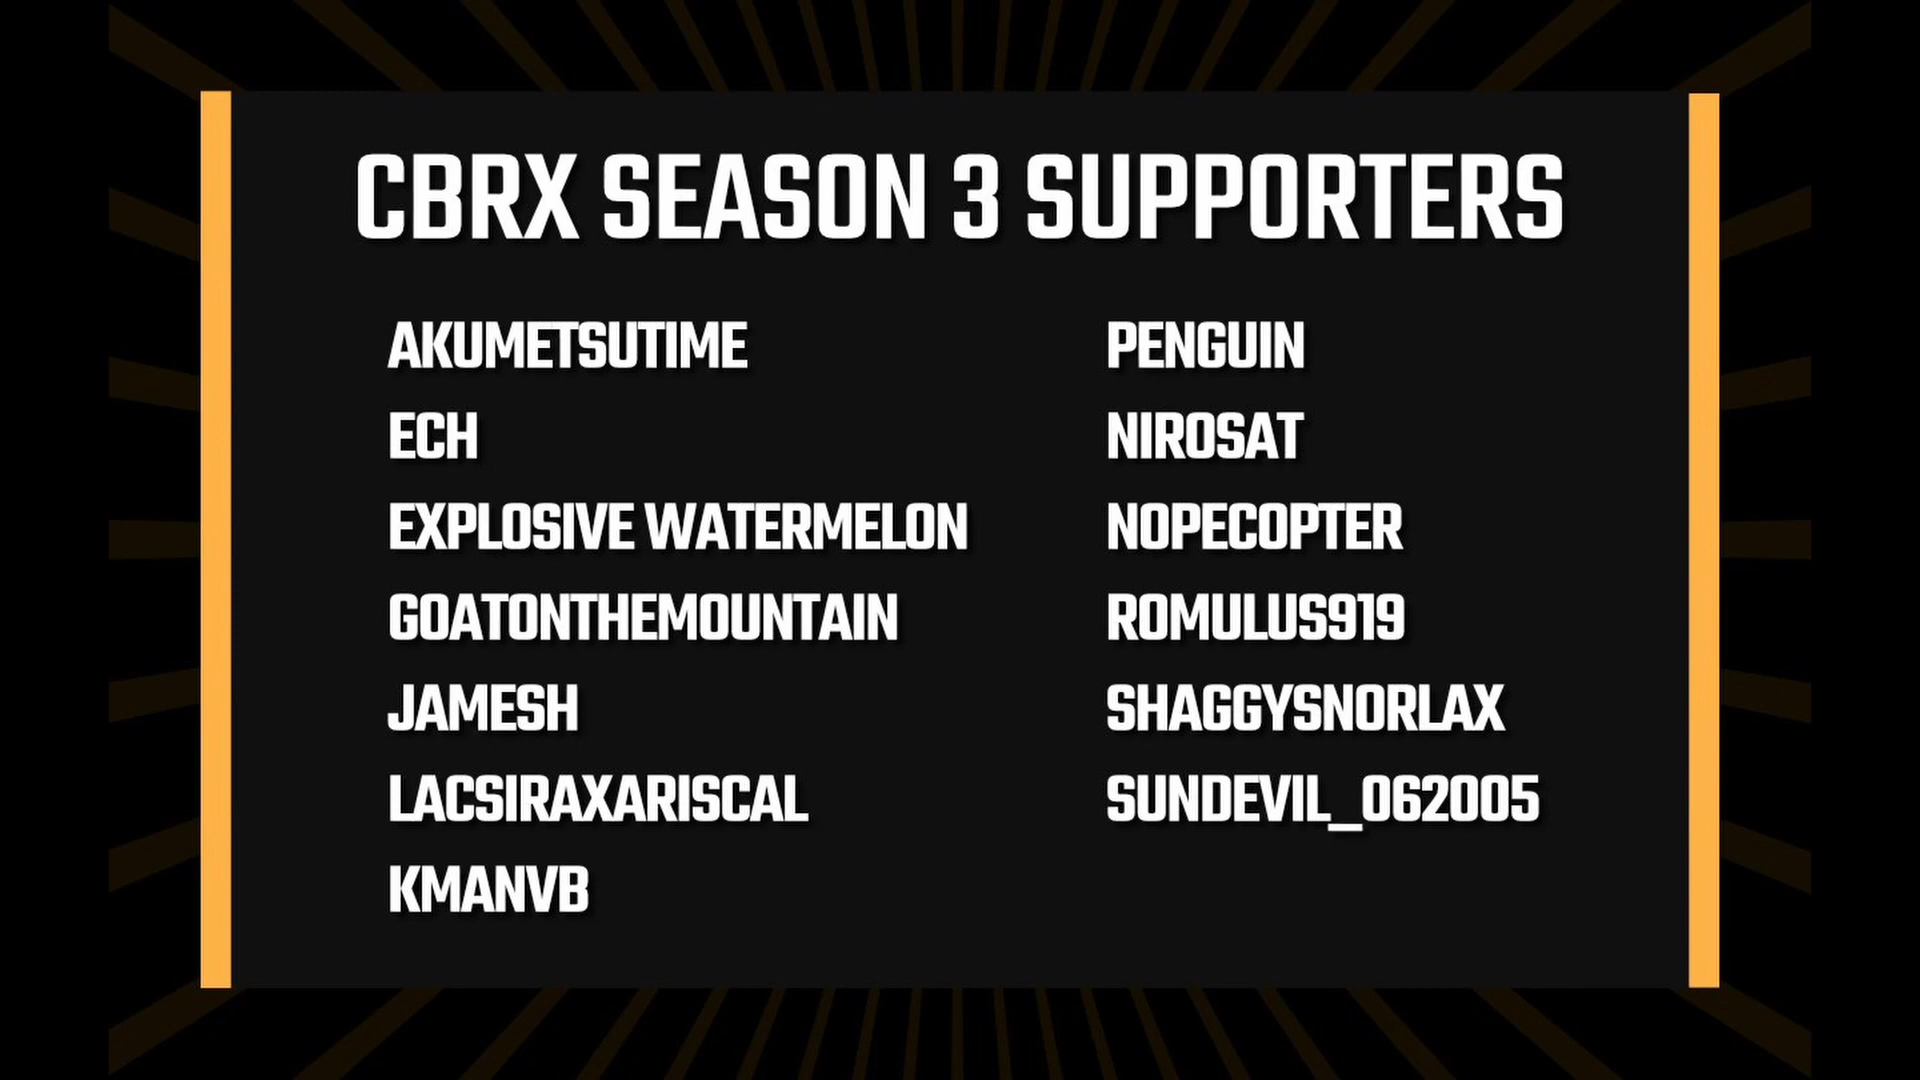 CBRX SEASON 3 SUPPORTERS
AKUMETSUTIME
ECH
EXPLOSIVE WATERMELON
GOATONTHEMOUNTAIN
JAMESH
LACSIRAXARISCAL
KMANVB
PENGUIN
NIROSAT
NOPECOPTER
ROMULUS919
SHAGGYSNORLAX
SUNDEVIL_062005